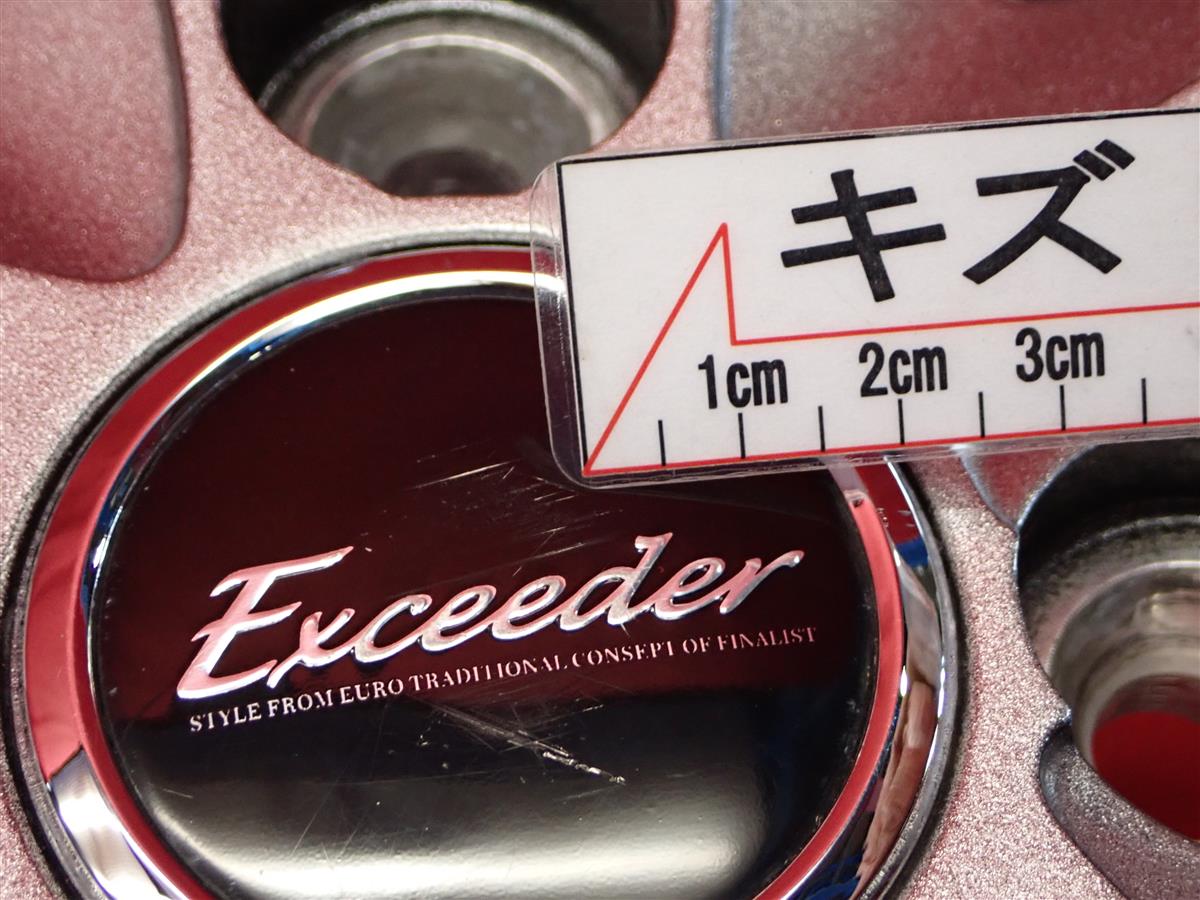 キズ
1cm 2cm 3cm
Exceeder
STYLE FROM EURO TRADITIONAL CONSEPT OF FINALIST